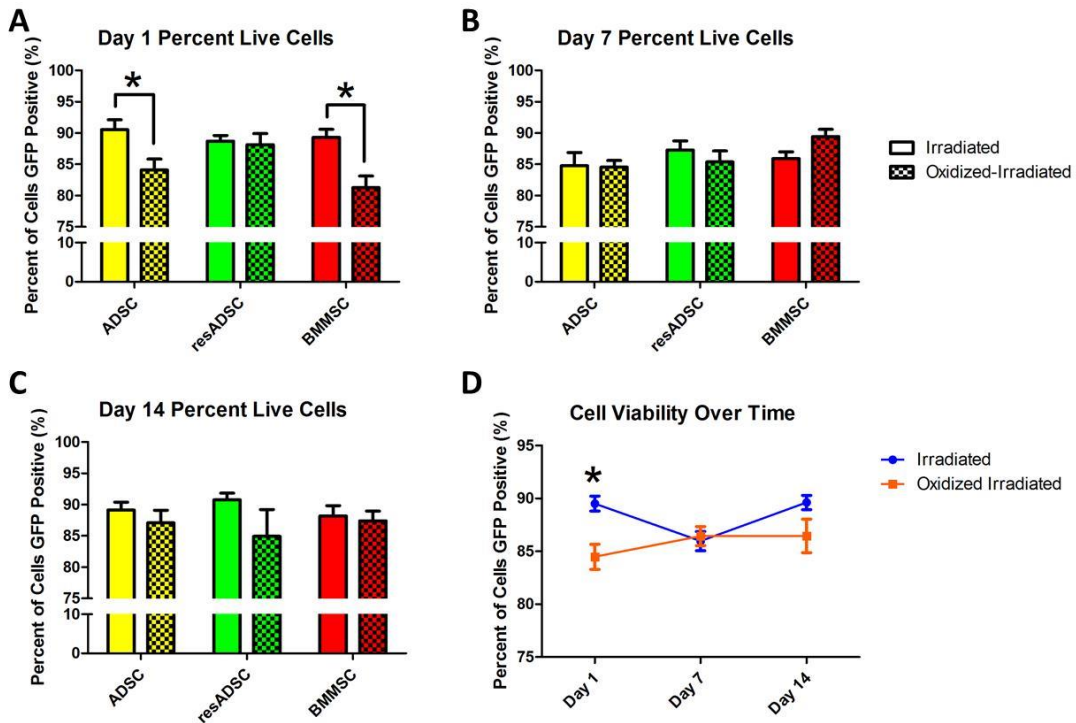 A
Day 1 Percent Live Cells
Percent of Cells GFP Positive (%)
100
95
90
85
80
75
10
0
*
*
ADSC
resADSC
BMMSC
B
Day 7 Percent Live Cells
Percent of Cells GFP Positive (%)
100
95
90
85
80
75
10
0
ADSC
resADSC
BMMSC
Irradiated
Oxidized-Irradiated
C
Day 14 Percent Live Cells
Percent of Cells GFP Positive (%)
100
95
90
85
80
75
10
0
ADSC
resADSC
BMMSC
D
Cell Viability Over Time
Percent of Cells GFP Positive (%)
95
90
85
80
75
*
Day 1
Day 7
Day 14
Irradiated
Oxidized Irradiated